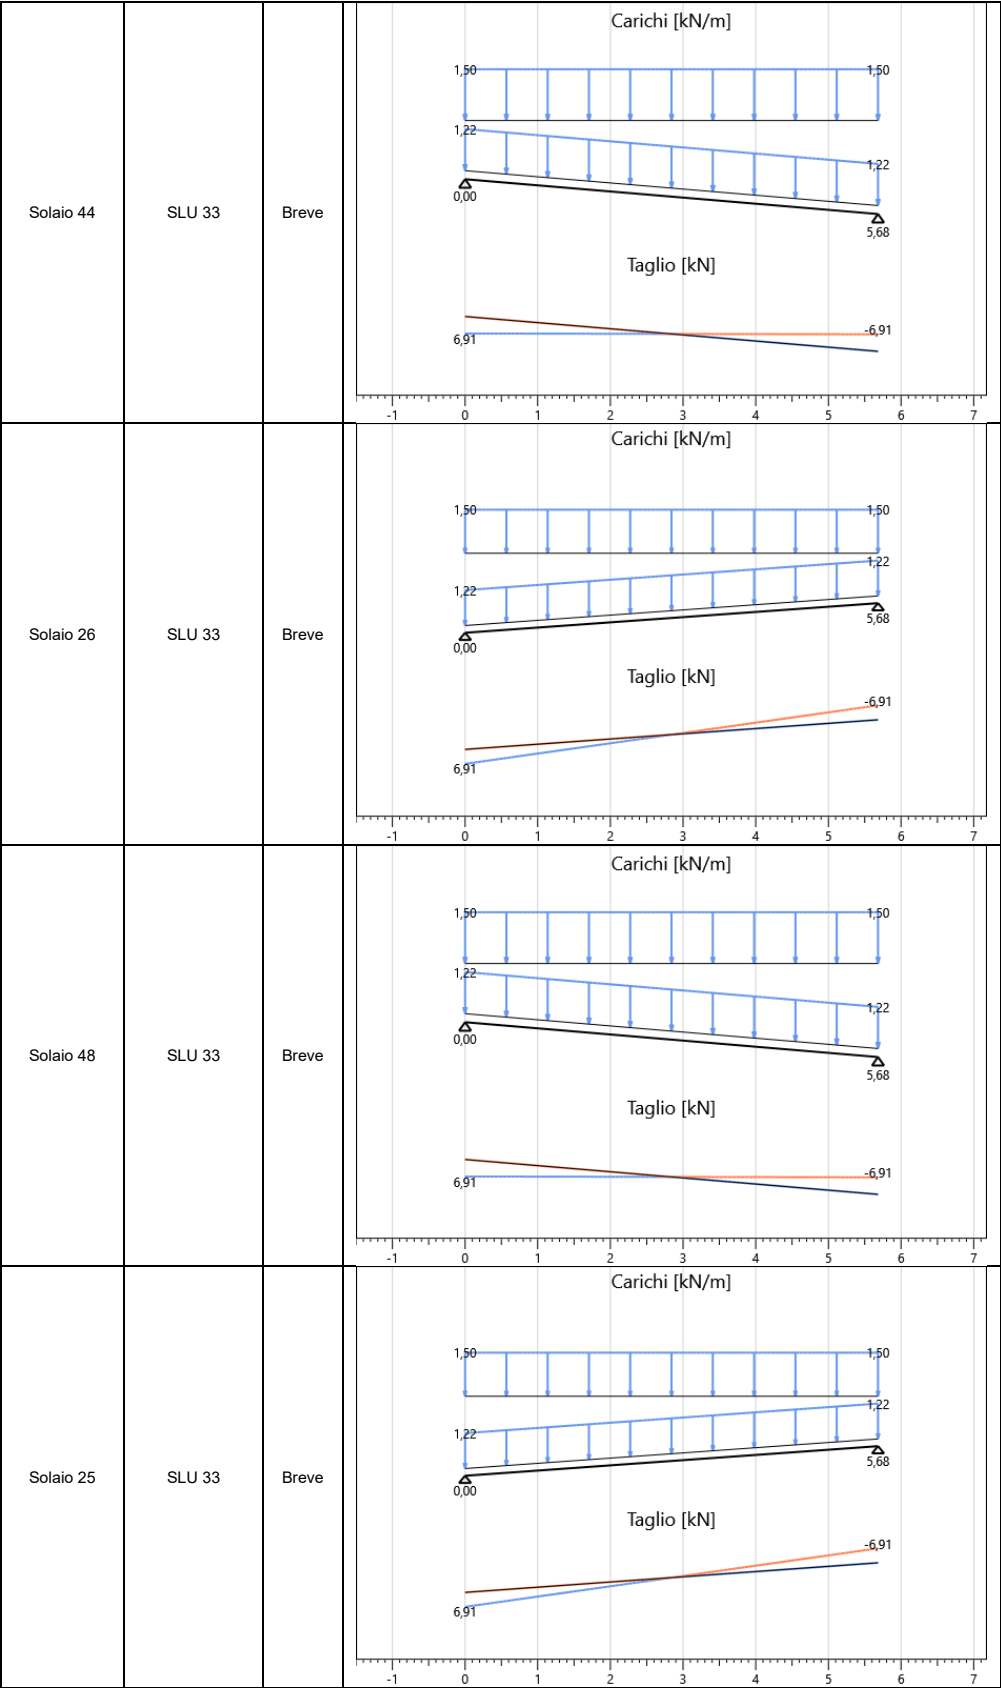 Carichi [kN/m]
1,50 1,50
1,22
1,22
0,00
Solaio 44 SLU 33 Breve
5,68
Taglio [kN]
-6,91
6,91
-1 0 1 2 3 4 5 6 7
Carichi [kN/m]
1,50 1,50
1,22
1,22
5,68
Solaio 26 SLU 33 Breve
0,00
Taglio [kN]
-6,91
6,91
-1 0 1 2 3 4 5 6 7
Carichi [kN/m]
1,50 1,50
1,22
1,22
0,00
Solaio 48 SLU 33 Breve
5,68
Taglio [kN]
-6,91
6,91
-1 0 1 2 3 4 5 6 7
Carichi [kN/m]
1,50 1,50
1,22
1,22
5,68
Solaio 25 SLU 33 Breve
0,00
Taglio [kN]
-6,91
6,91
-1 0 1 2 3 4 5 6 7